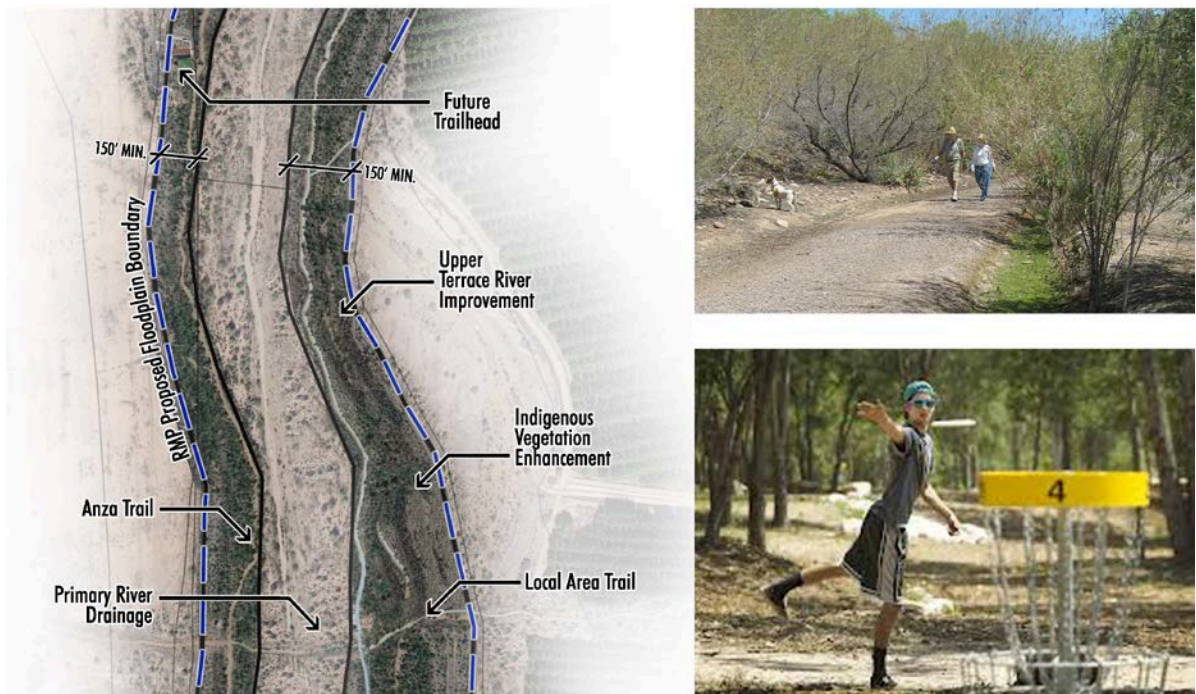 Future
Trailhead
150' MIN.
150' MIN.
RMP Proposed Floodplain Boundary
Upper
Terrace River
Improvement
Indigenous
Vegetation
Enhancement
Anza Trail
Local Area Trail
Primary River
Drainage
4